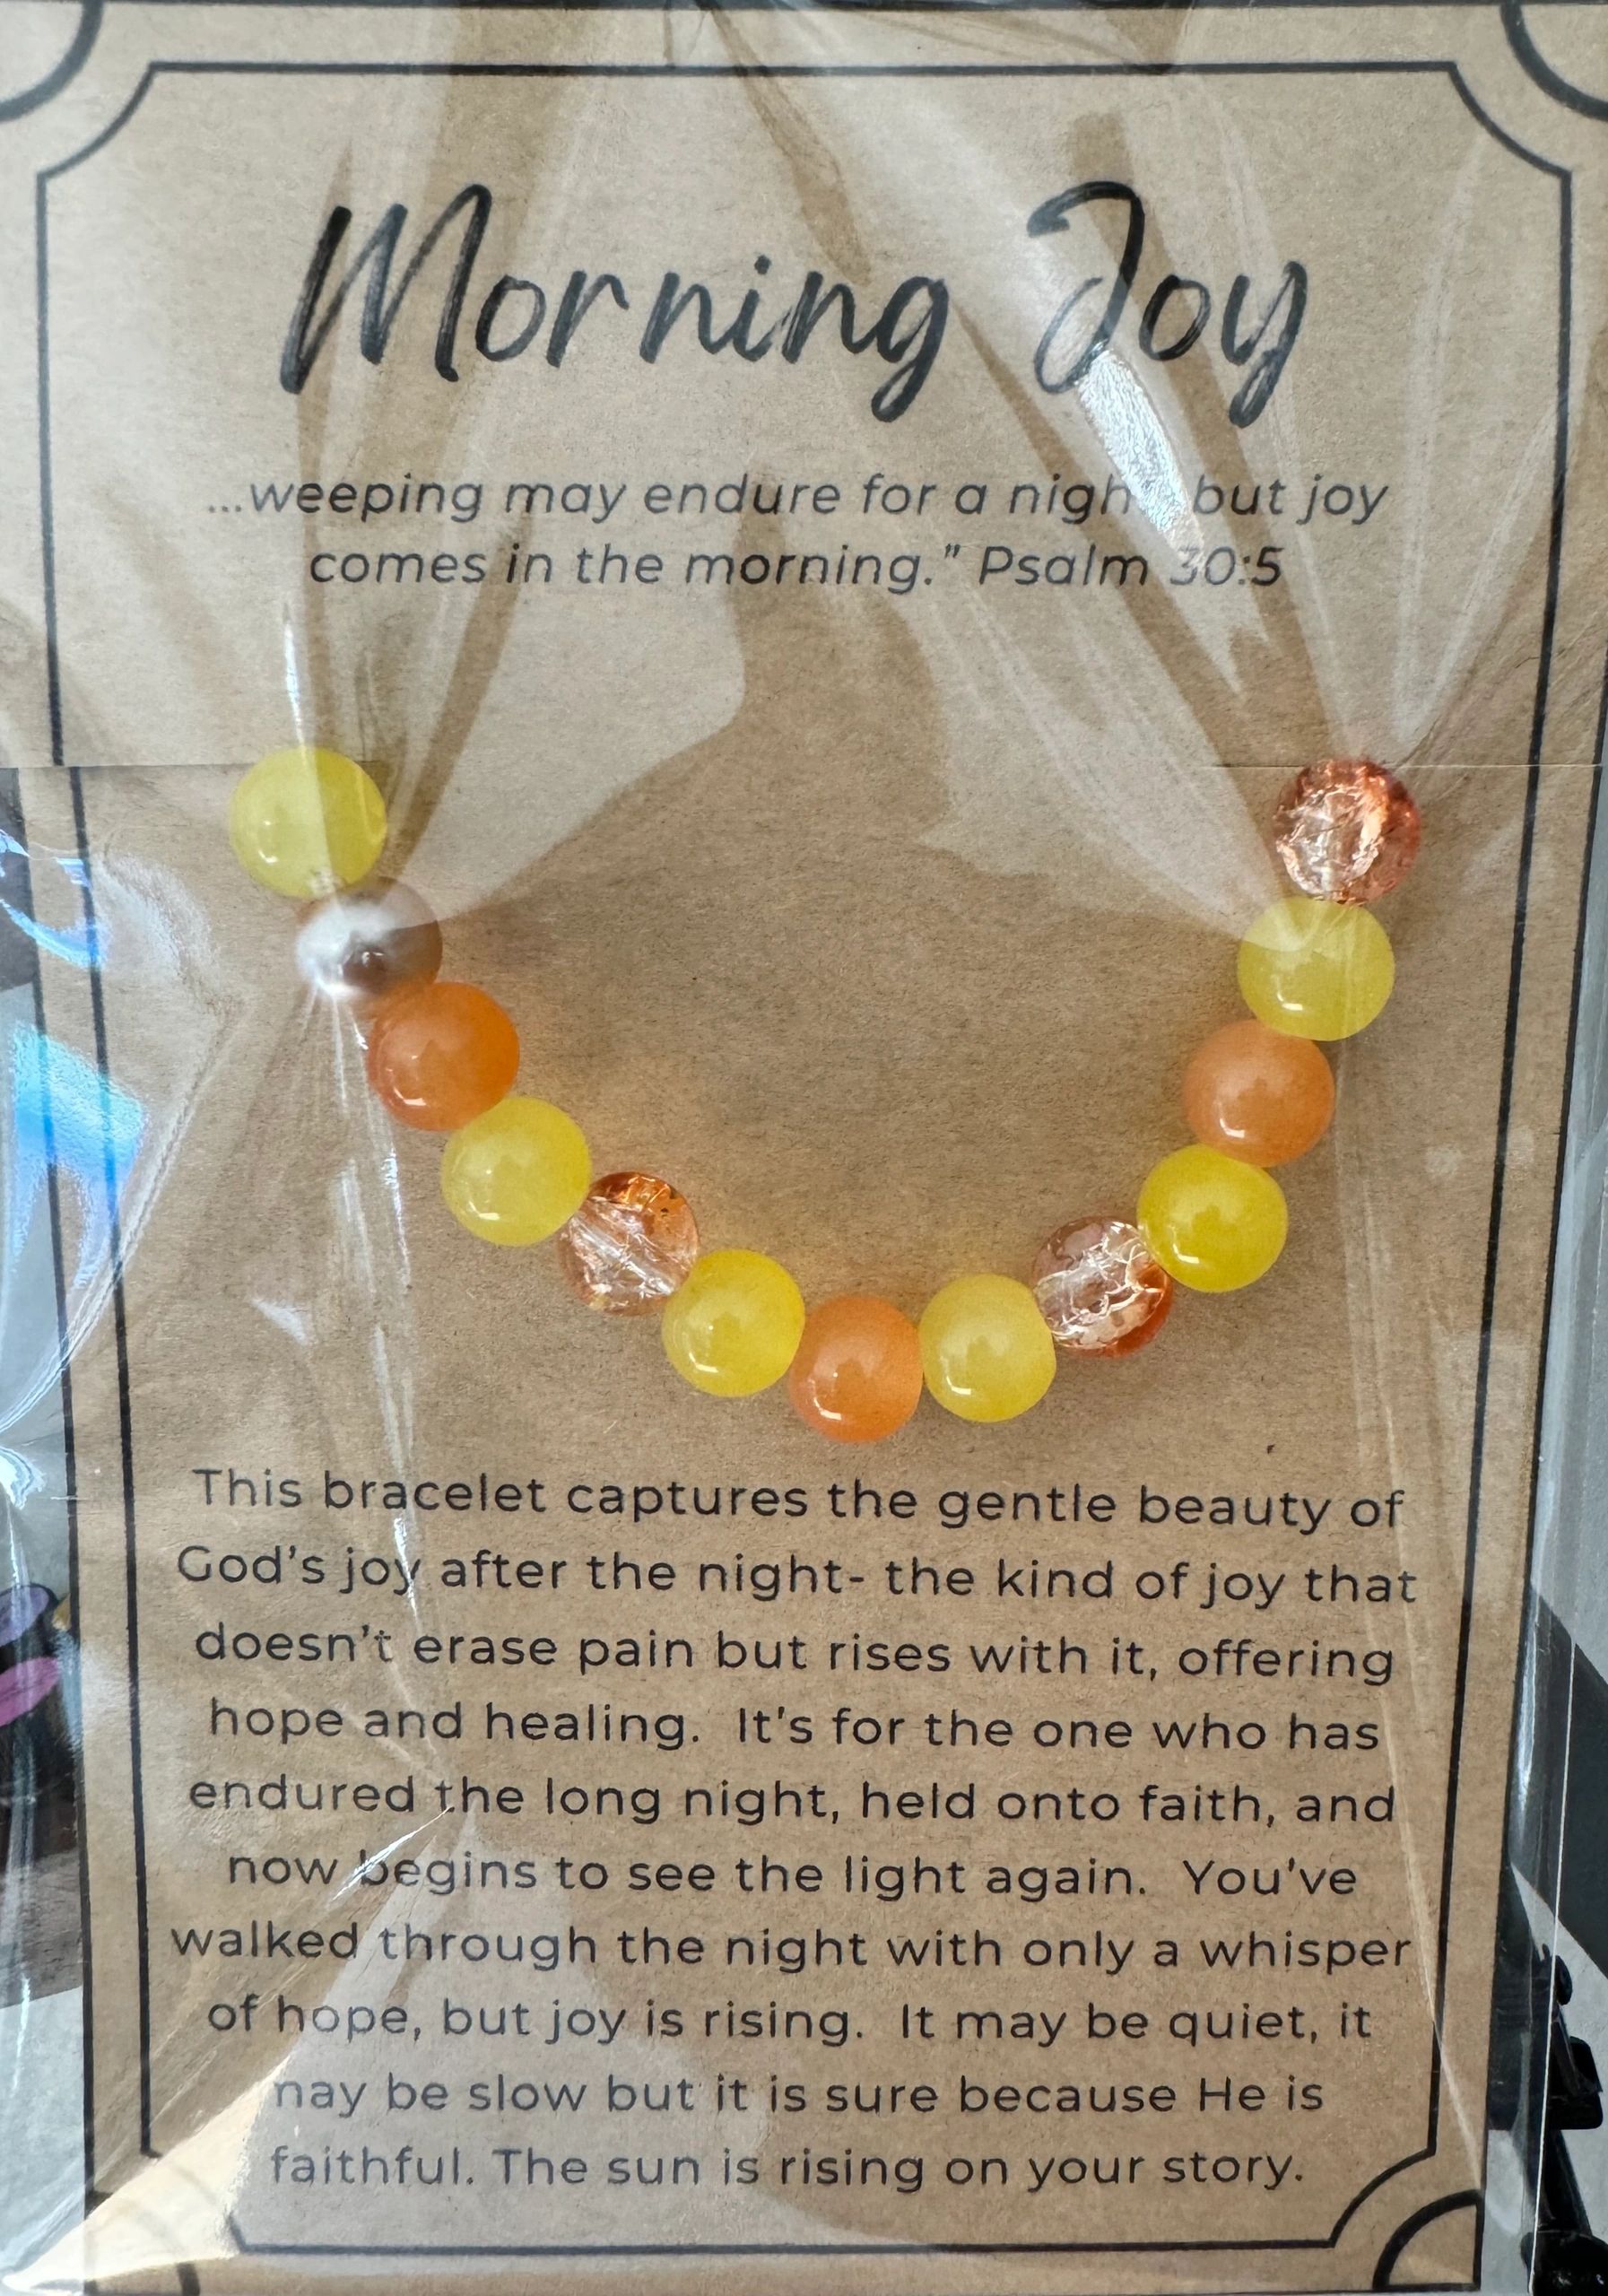 Morning Joy
...weeping may endure for a night but joy
comes in the morning." Psalm 30:5
This bracelet captures the gentle beauty of
God's joy after the night- the kind of joy that
doesn't erase pain but rises with it, offering
hope and healing.  It's for the one who has
endured the long night, held onto faith, and
now begins to see the light again.  You've
walked through the night with only a whisper
of hope, but joy is rising.  It may be quiet, it
may be slow but it is sure because He is
faithful. The sun is rising on your story.